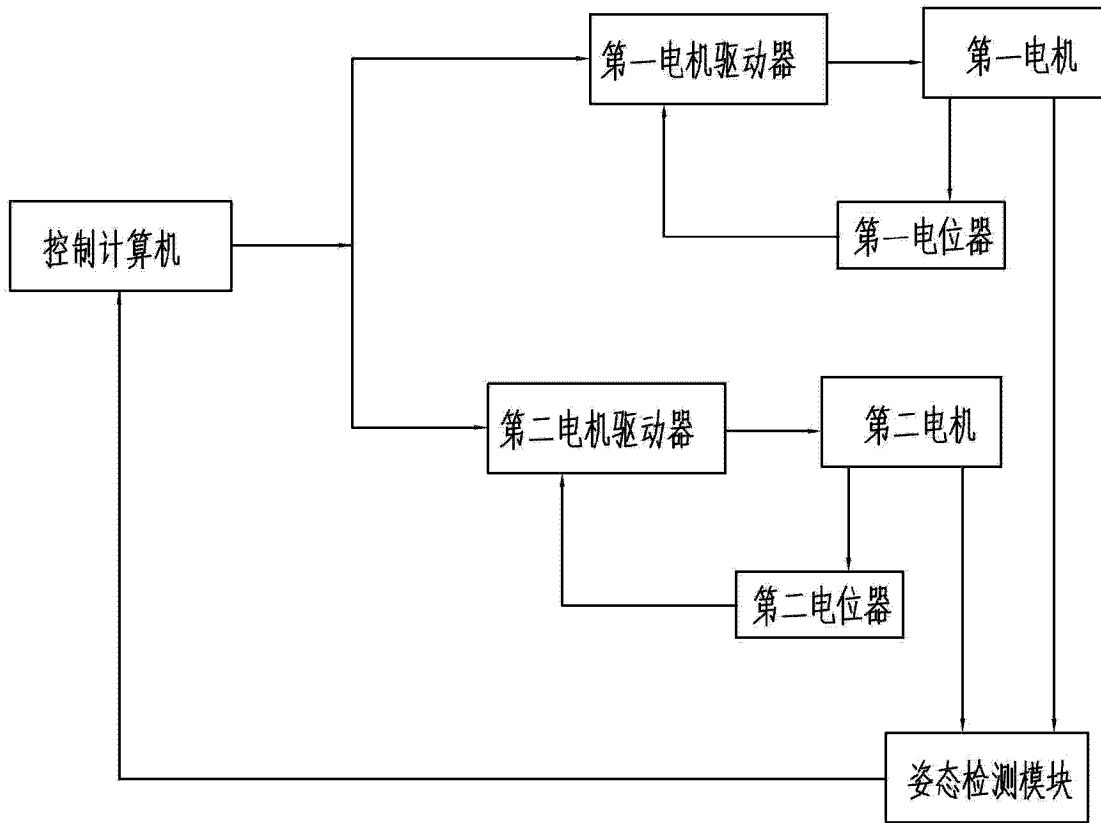 第一电机驱动器
第一电机
第一电位器
控制计算机
第二电机驱动器
第二电机
第二电位器
姿态检测模块